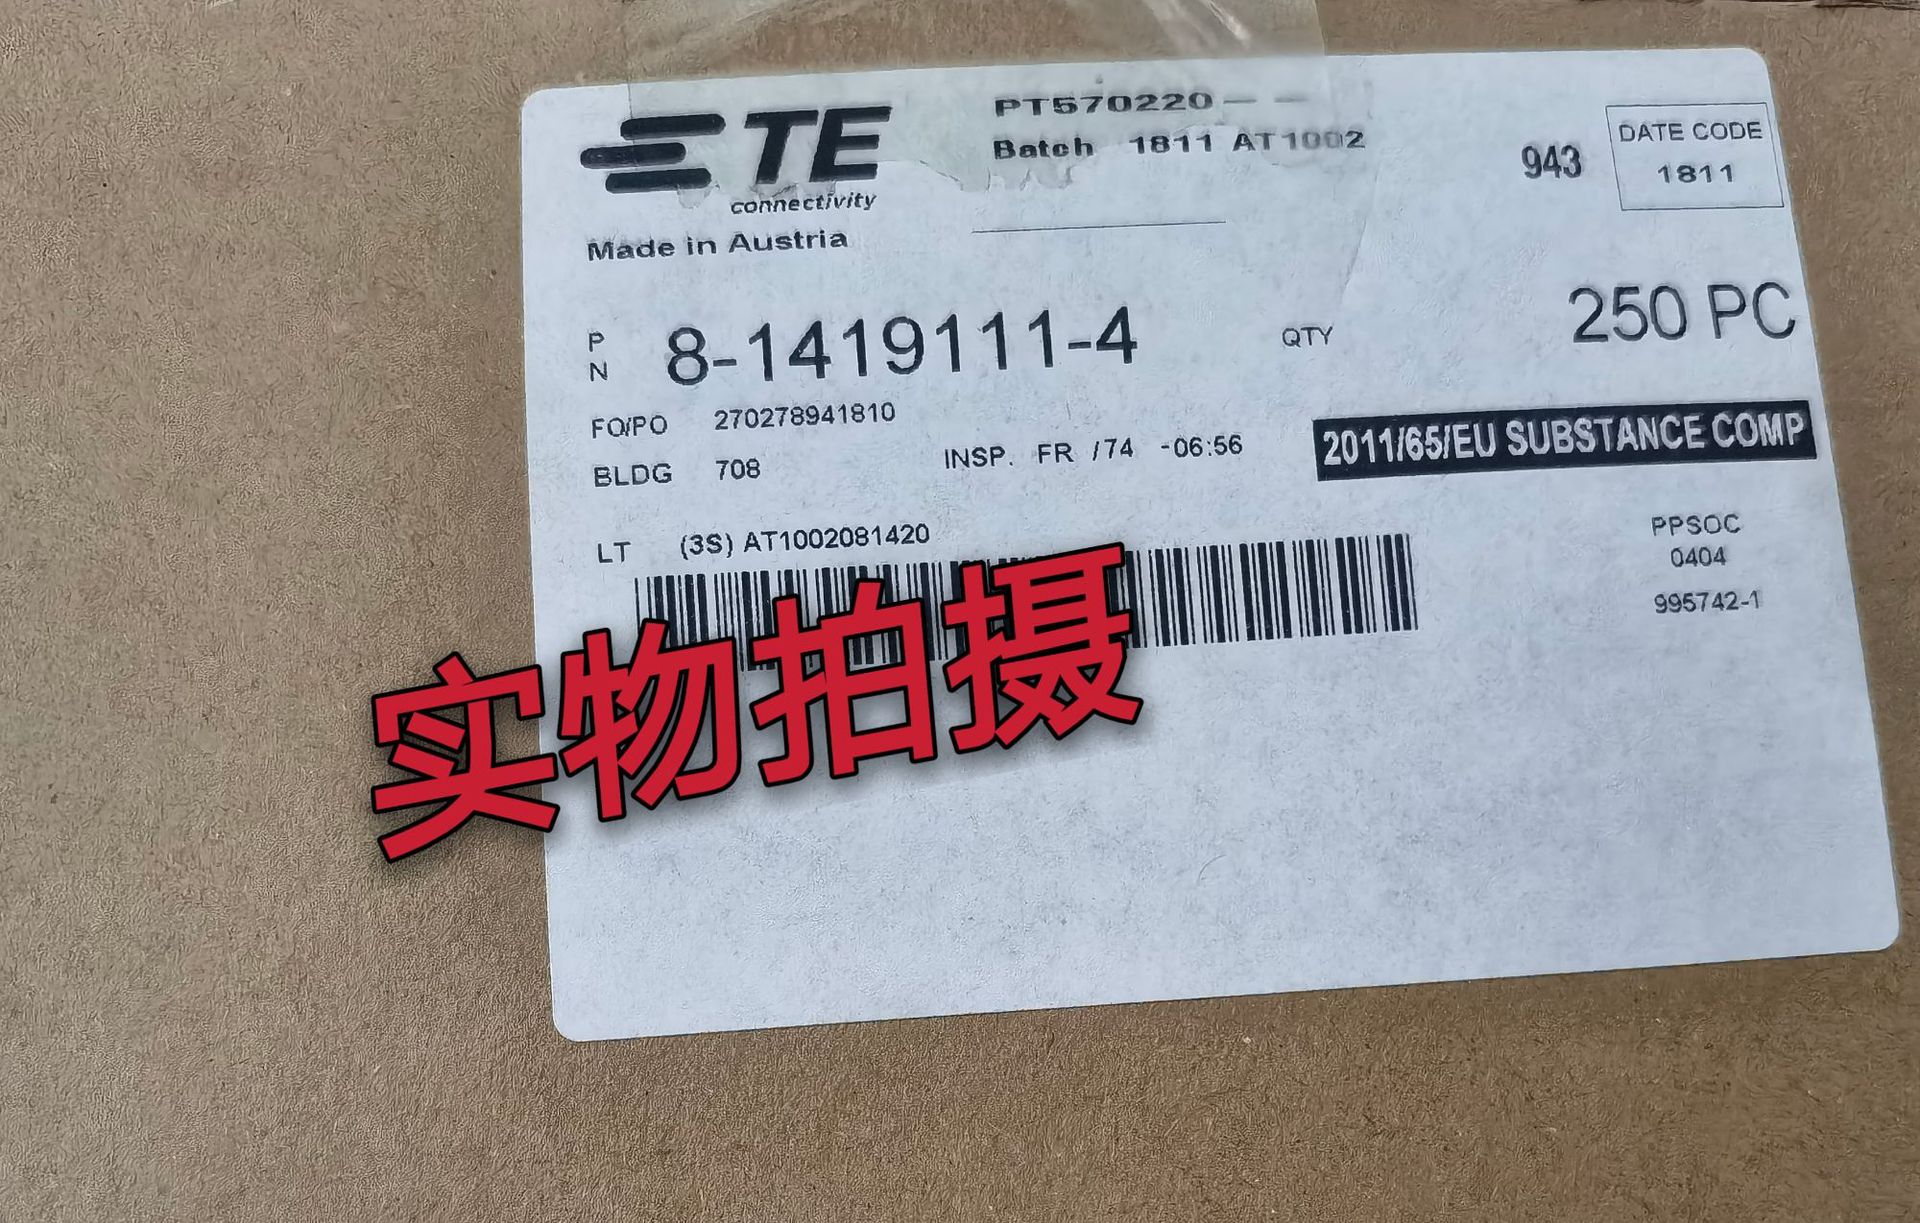 TE
connectivity
PT570220 – –
Batch 1811 AT1002
943
DATE CODE
1811
Made in Austria
PN 8-1419111-4
QTY 250 PC
FO/PO 270278941810
BLDG 708
INSP. FR /74 -06:56
2011/65/EU SUBSTANCE COMP
LT (3S) AT1002081420
PPSOC
0404
995742-1
实物拍摄